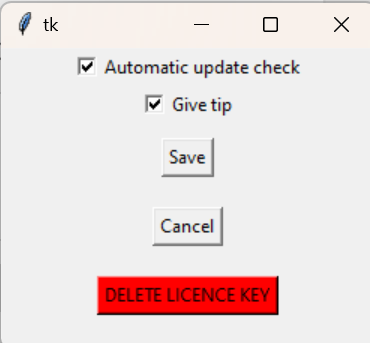 tk
Automatic update check
Give tip
Save
Cancel
DELETE LICENCE KEY